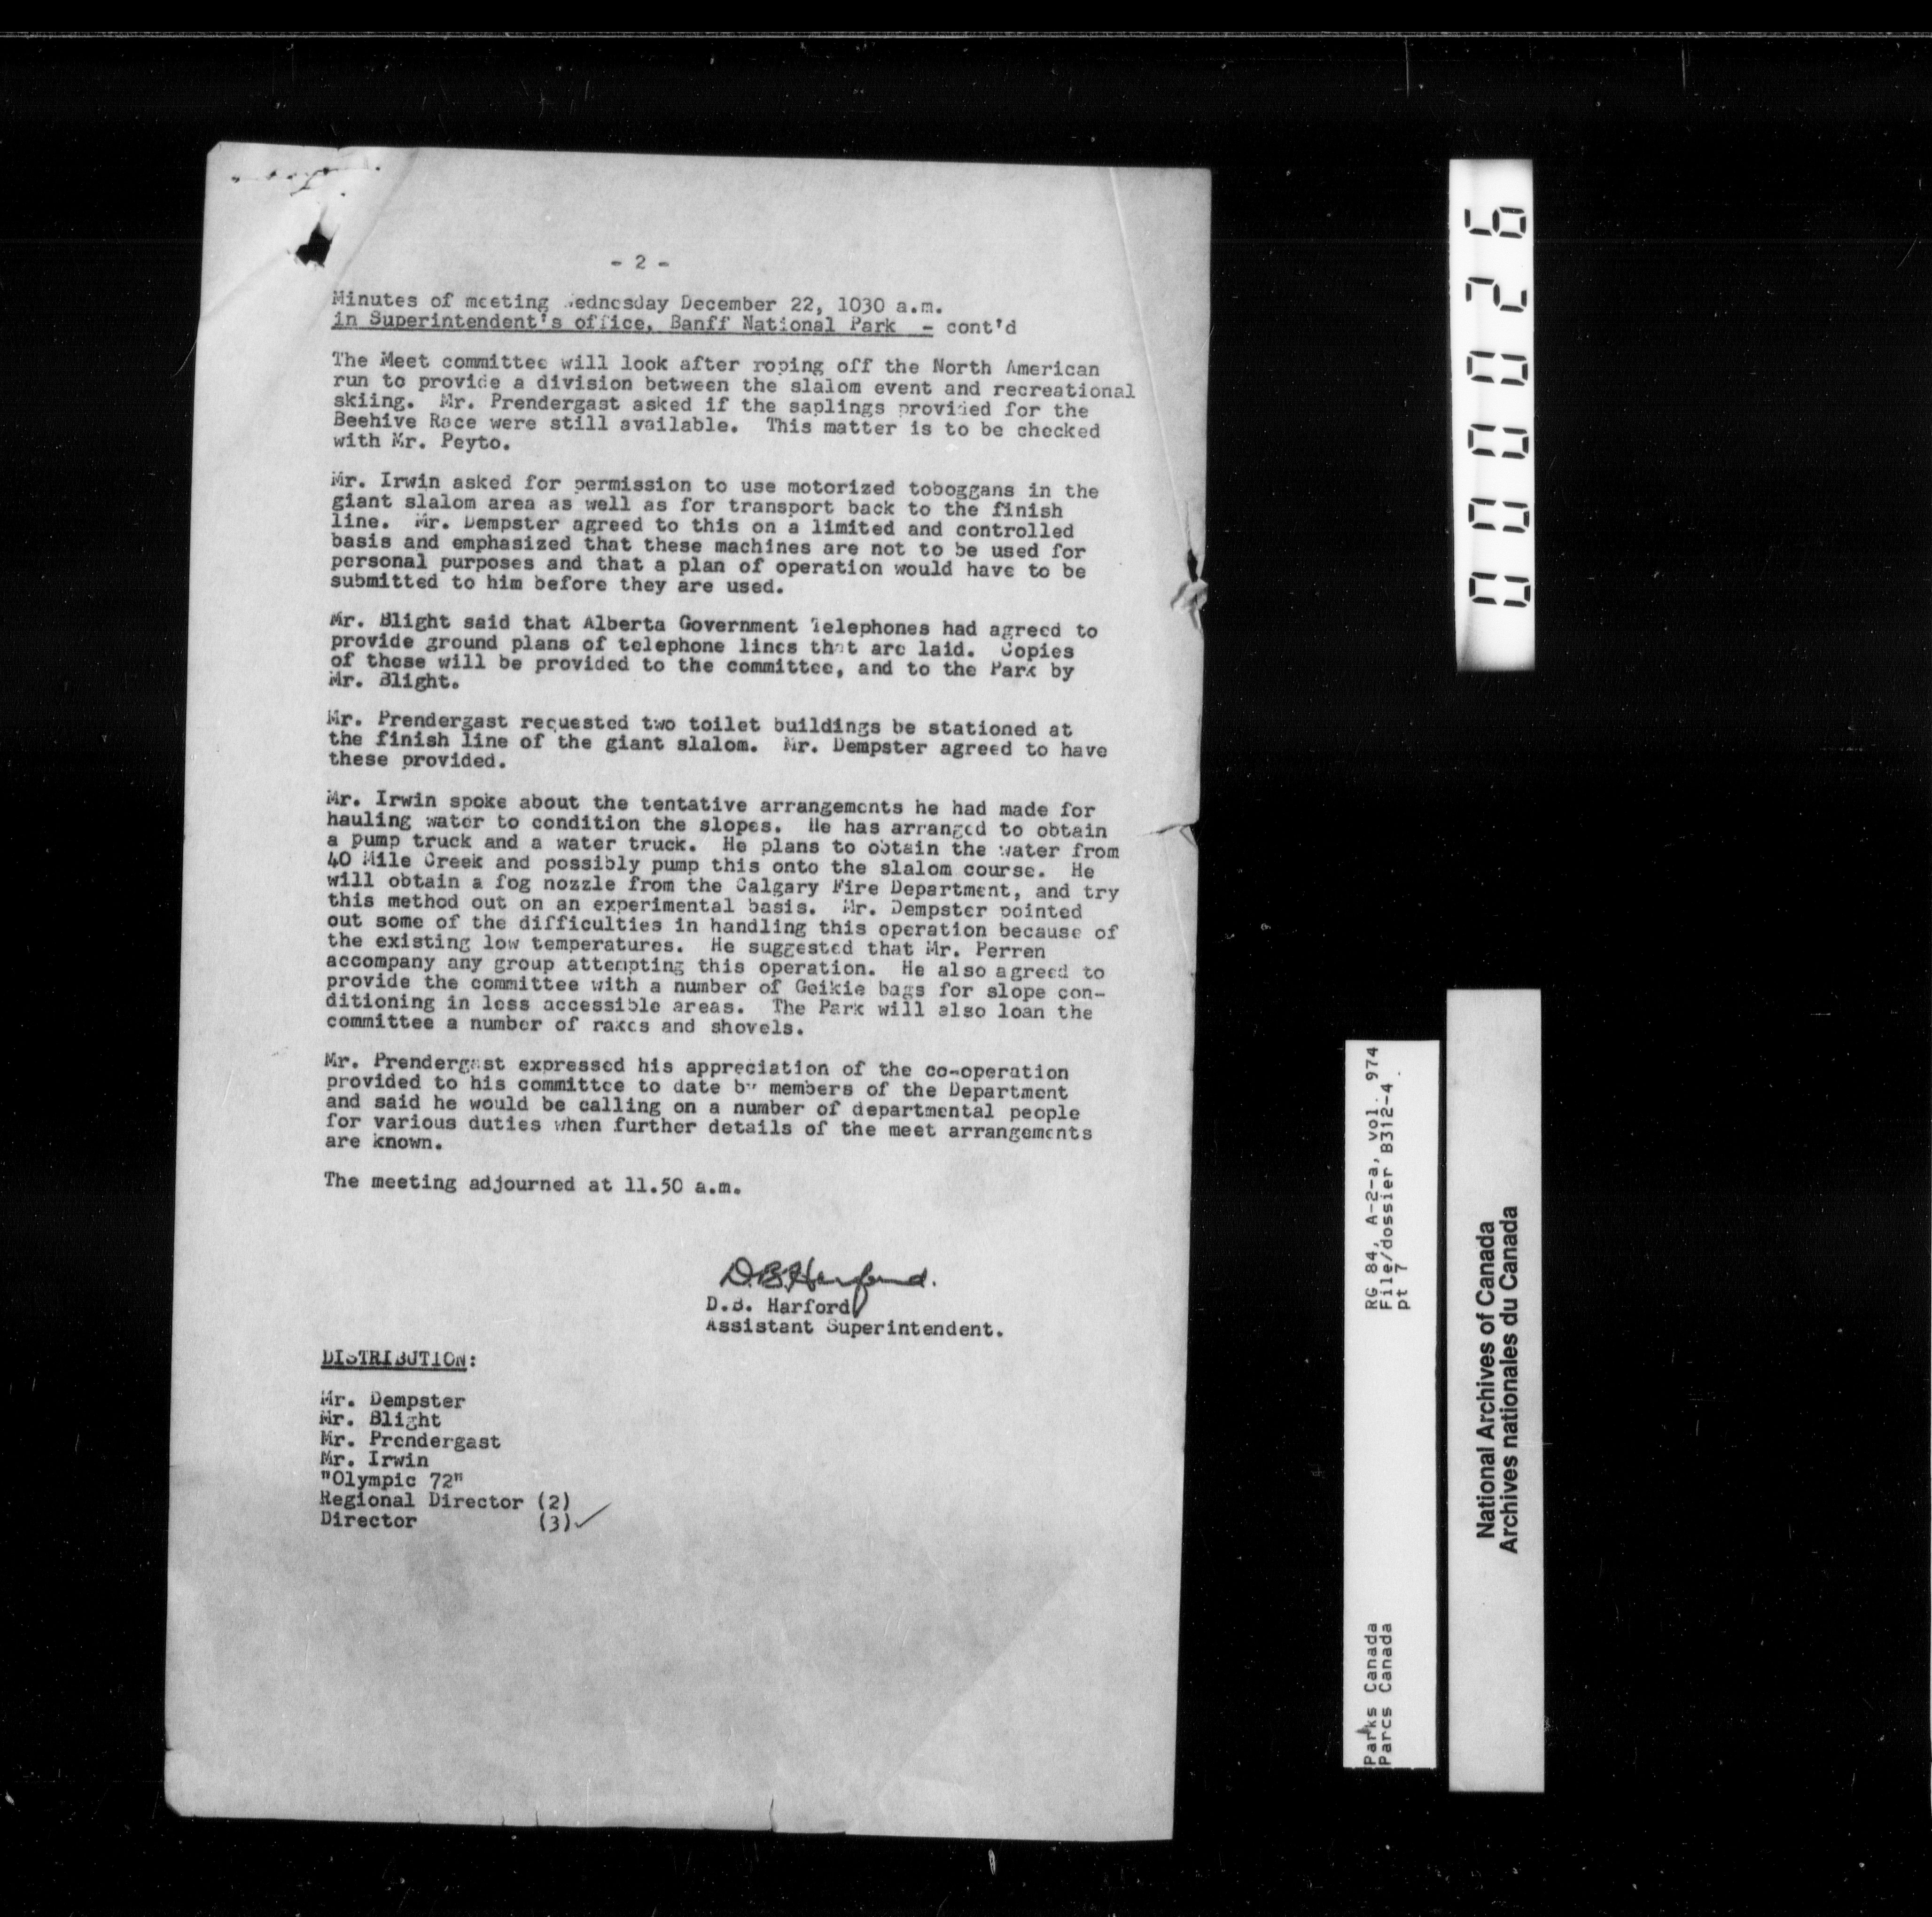 - 2 -
Minutes of meeting Wednesday December 22, 1030 a.m.
in Superintendent's office, Banff National Park - cont'd
The Meet committee will look after roping off the North American
run to provide a division between the slalom event and recreational
skiing. Mr. Prendergast asked if the saplings provided for the
Beehive Race were still available. This matter is to be checked
with Mr. Peyto.
Mr. Irwin asked for permission to use motorized toboggans in the
giant slalom area as well as for transport back to the finish
line. Mr. Dempster agreed to this on a limited and controlled
basis and emphasized that these machines are not to be used for
personal purposes and that a plan of operation would have to be
submitted to him before they are used.
Mr. Blight said that Alberta Government Telephones had agreed to
provide ground plans of telephone lines that are laid. Copies
of these will be provided to the committee, and to the Park by
Mr. Blight.
Mr. Prendergast requested two toilet buildings be stationed at
the finish line of the giant slalom. Mr. Dempster agreed to have
these provided.
Mr. Irwin spoke about the tentative arrangements he had made for
hauling water to condition the slopes. He has arranged to obtain
a pump truck and a water truck. He plans to obtain the water from
40 Mile Creek and possibly pump this onto the slalom course. He
will obtain a fog nozzle from the Calgary Fire Department, and try
this method out on an experimental basis. Mr. Dempster pointed
out some of the difficulties in handling this operation because of
the existing low temperatures. He suggested that Mr. Perren
accompany any group attempting this operation. He also agreed to
provide the committee with a number of Geikie bags for slope con-
ditioning in less accessible areas. The Park will also loan the
committee a number of rakes and shovels.
Mr. Prendergast expressed his appreciation of the co-operation
provided to his committee to date by members of the Department
and said he would be calling on a number of departmental people
for various duties when further details of the meet arrangements
are known.
The meeting adjourned at 11.50 a.m.
D.B. Harford.
D.B. Harford
Assistant Superintendent.
DISTRIBUTION:
Mr. Dempster
Mr. Blight
Mr. Prendergast
Mr. Irwin
"Olympic 72"
Regional Director (2)
Director (3)✓
000026
RG 84, A-2-a, vol. 974
File/dossier B312-4
pt 7
Parks Canada
Parcs Canada
National Archives of Canada
Archives nationales du Canada